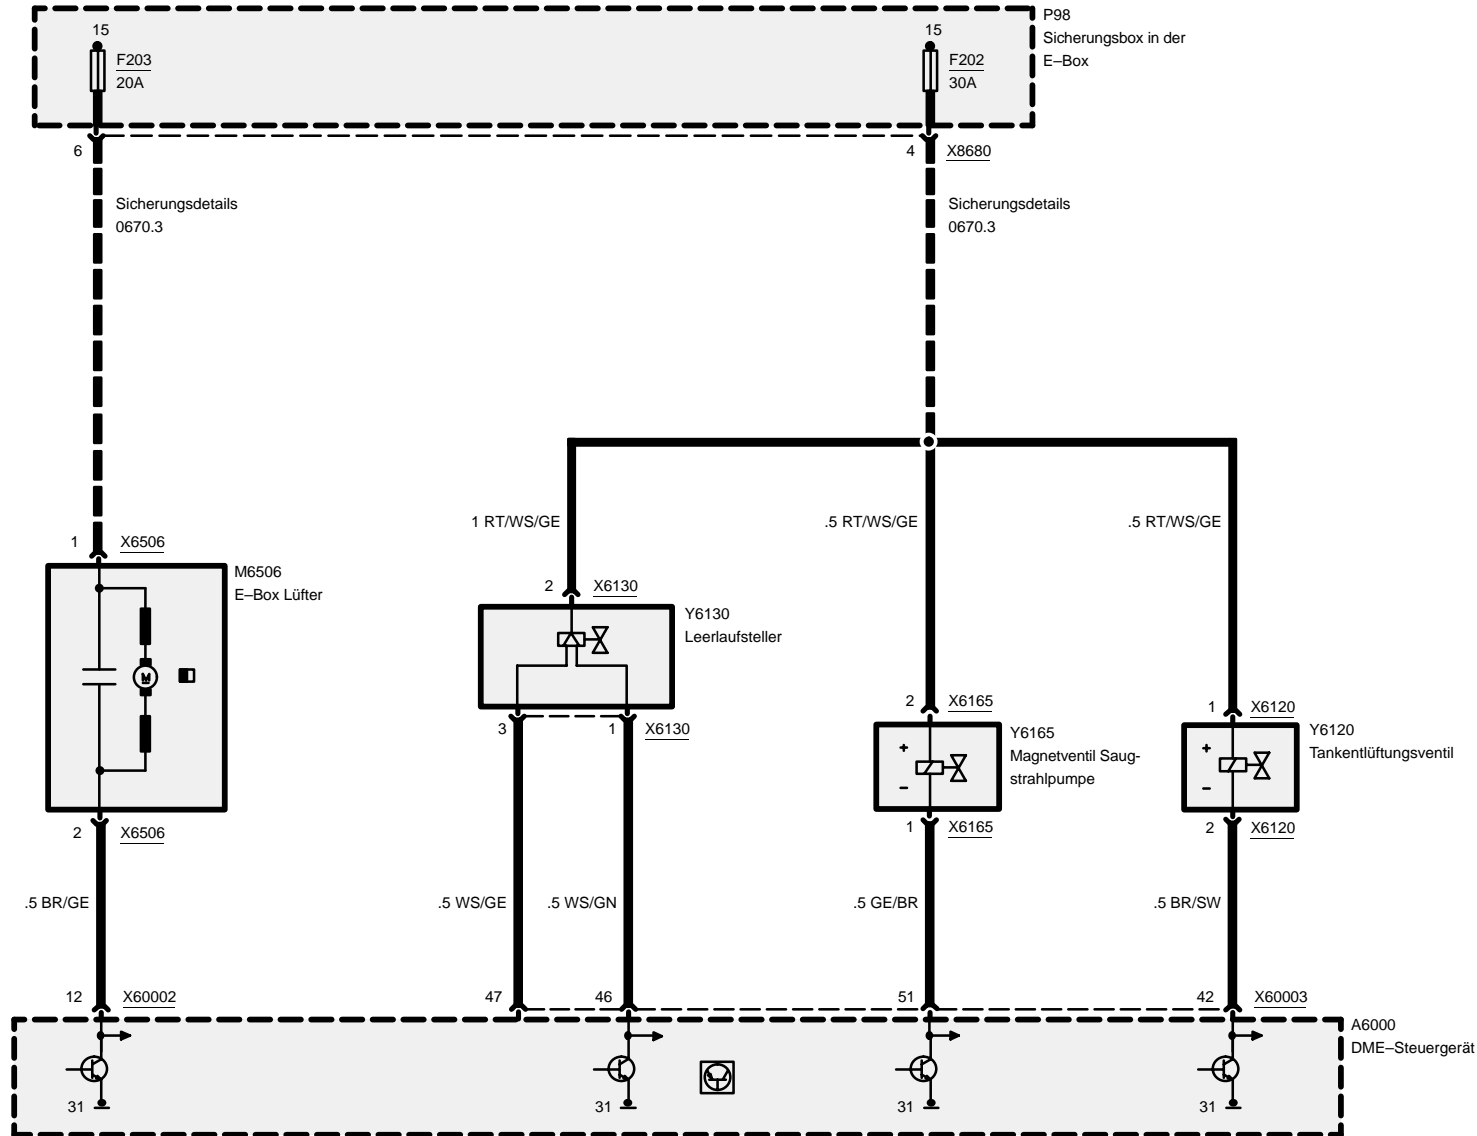 P98
Sicherungsbox in der
E–Box
15
F203
20A
15
F202
30A
6
4
X8680
Sicherungsdetails
0670.3
Sicherungsdetails
0670.3
1 RT/WS/GE
.5 RT/WS/GE
.5 RT/WS/GE
1
X6506
M6506
E–Box Lüfter
M
2
X6130
Y6130
Leerlaufsteller
3
1
X6130
2
X6165
Y6165
Magnetventil Saug-
strahlpumpe
+
–
1
X6120
Y6120
Tankentlüftungsventil
+
–
2
X6506
1
X6165
2
X6120
.5 BR/GE
.5 WS/GE
.5 WS/GN
.5 GE/BR
.5 BR/SW
12
X60002
47
46
51
42
X60003
A6000
DME–Steuergerät
31
31
31
31